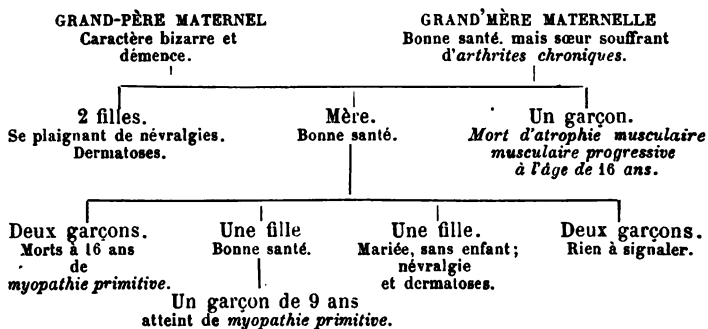 GRAND-PÈRE MATERNEL
Caractère bizarre et
démence.
GRAND'MÈRE MATERNELLE
Bonne santé. mais sœur souffrant
d'arthrites chroniques.
2 filles.
Se plaignant de névralgies.
Dermatoses.
Mère.
Bonne santé.
Un garçon.
Mort d'atrophie musculaire
musculaire progressive
à l'âge de 16 ans.
Deux garçons.
Morts à 16 ans
de
myopathie primitive.
Une fille
Bonne santé.
Une fille.
Mariée, sans enfant ;
névralgie
et dermatoses.
Deux garçons.
Rien à signaler.
Un garçon de 9 ans
atteint de myopathie primitive.